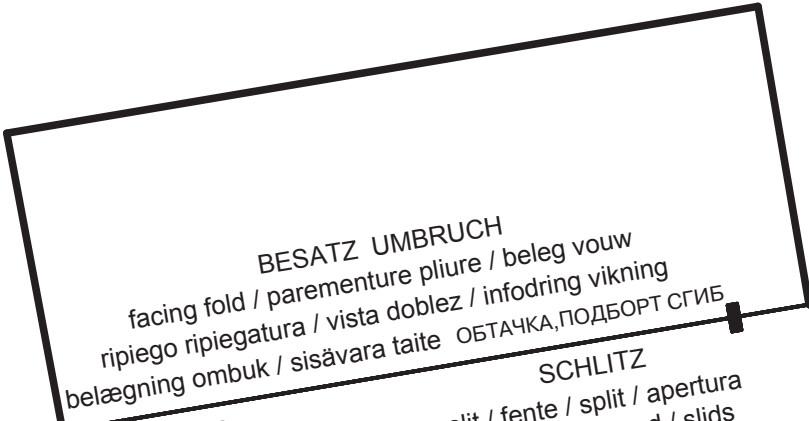 BESATZ UMBRUCH
facing fold / parementure pliure / beleg vouw
ripiego ripiegatura / vista doblez / infodring vikning
belægning ombuk / sisävara taite ОБТАЧКА,ПОДБОРТ СГИБ
SCHLITZ
/ fente / split / apertura
/ slids